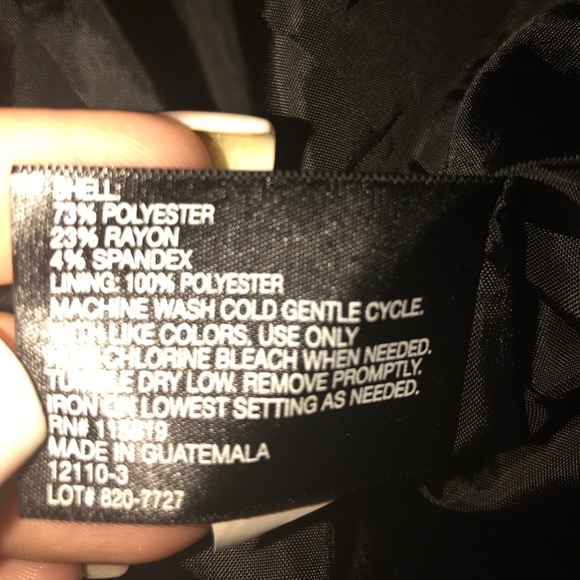 SHELL:
73% POLYESTER
23% RAYON
4% SPANDEX
LINING: 100% POLYESTER
MACHINE WASH COLD GENTLE CYCLE.
WITH LIKE COLORS. USE ONLY
CHLORINE BLEACH WHEN NEEDED.
TUMBLE DRY LOW. REMOVE PROMPTLY.
IRON ON LOWEST SETTING AS NEEDED.
RN#
MADE IN GUATEMALA
12110-3
LOT# 820-7727